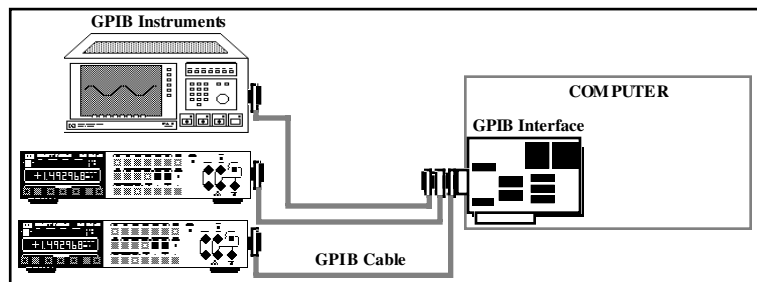 GPIB Instruments
COMPUTER
GPIB Interface
+1.492968
+1.492968
GPIB Cable